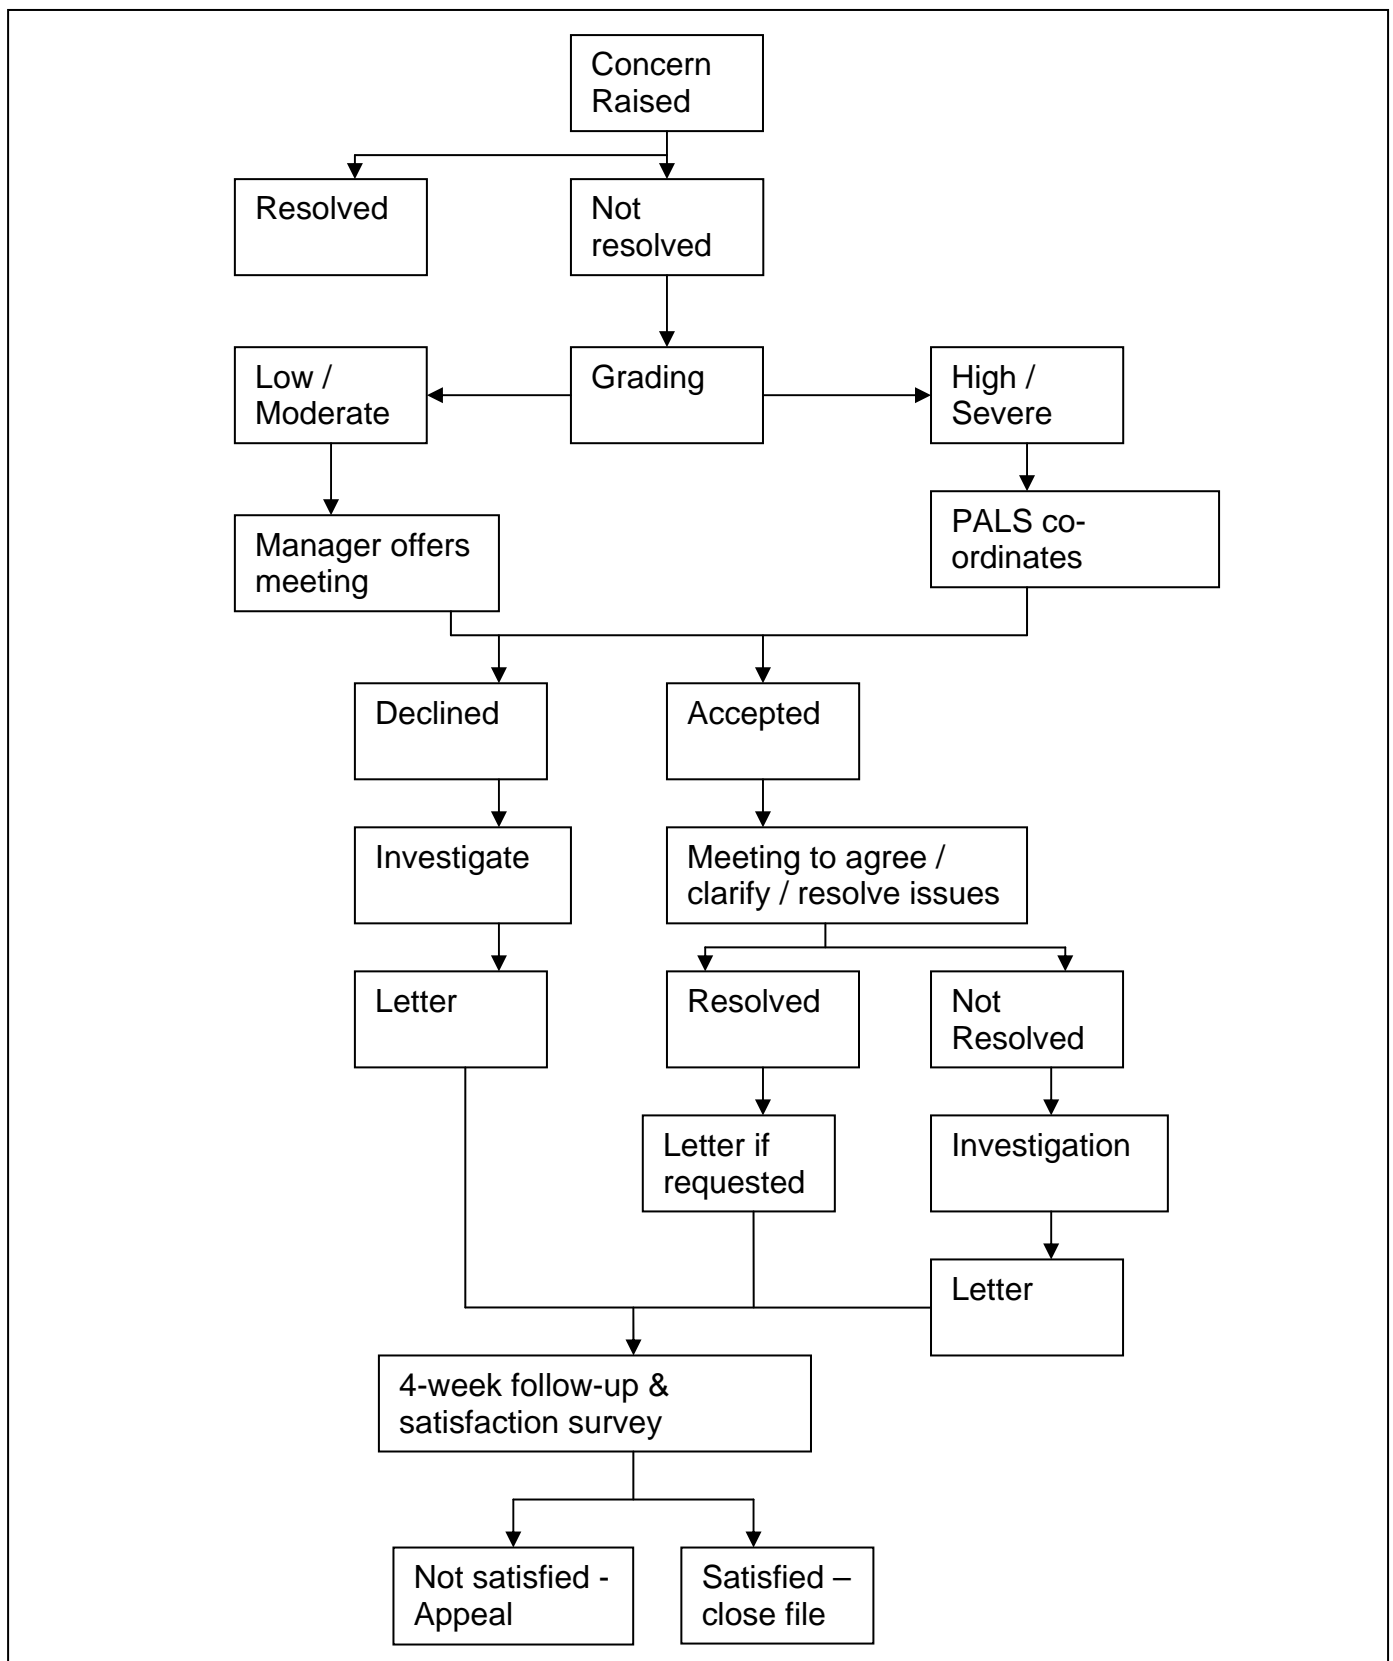 Concern
Raised
Resolved
Not
resolved
Low /
Moderate
Grading
High /
Severe
Manager offers
meeting
PALS co-
ordinates
Declined
Accepted
Investigate
Meeting to agree /
clarify / resolve issues
Letter
Resolved
Not
Resolved
Letter if
requested
Investigation
Letter
4-week follow-up &
satisfaction survey
Not satisfied -
Appeal
Satisfied –
close file